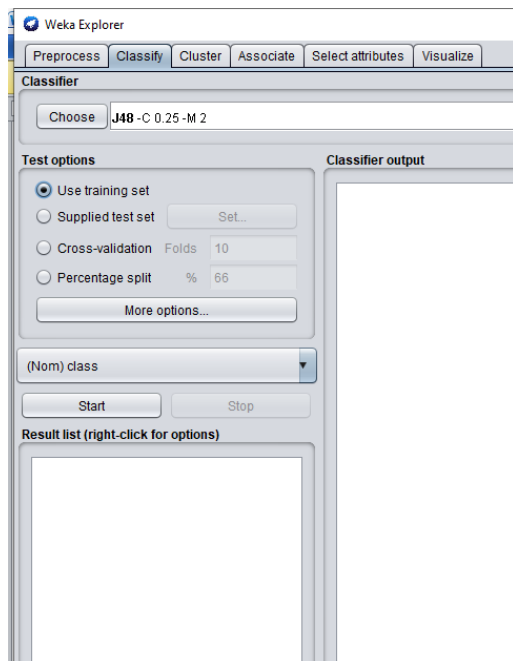 Weka Explorer
Preprocess Classify Cluster Associate Select attributes Visualize
Classifier
Choose J48 -C 0.25 -M 2
Test options
Use training set
Supplied test set Set...
Cross-validation Folds 10
Percentage split % 66
More options...
(Nom) class
Start Stop
Result list (right-click for options)
Classifier output